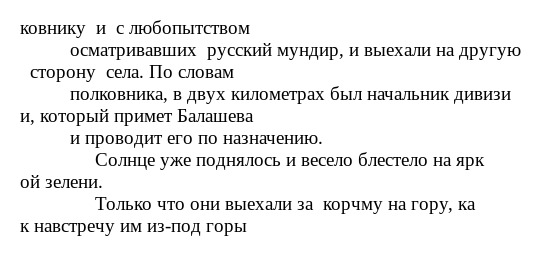 ковнику  и  с любопытством
осматривавших  русский мундир, и выехали на другую
сторону  села. По словам
полковника, в двух километрах был начальник дивизи
и, который примет Балашева
и проводит его по назначению.
Солнце уже поднялось и весело блестело на ярк
ой зелени.
Только что они выехали за  корчму на гору, ка
к навстречу им из-под горы